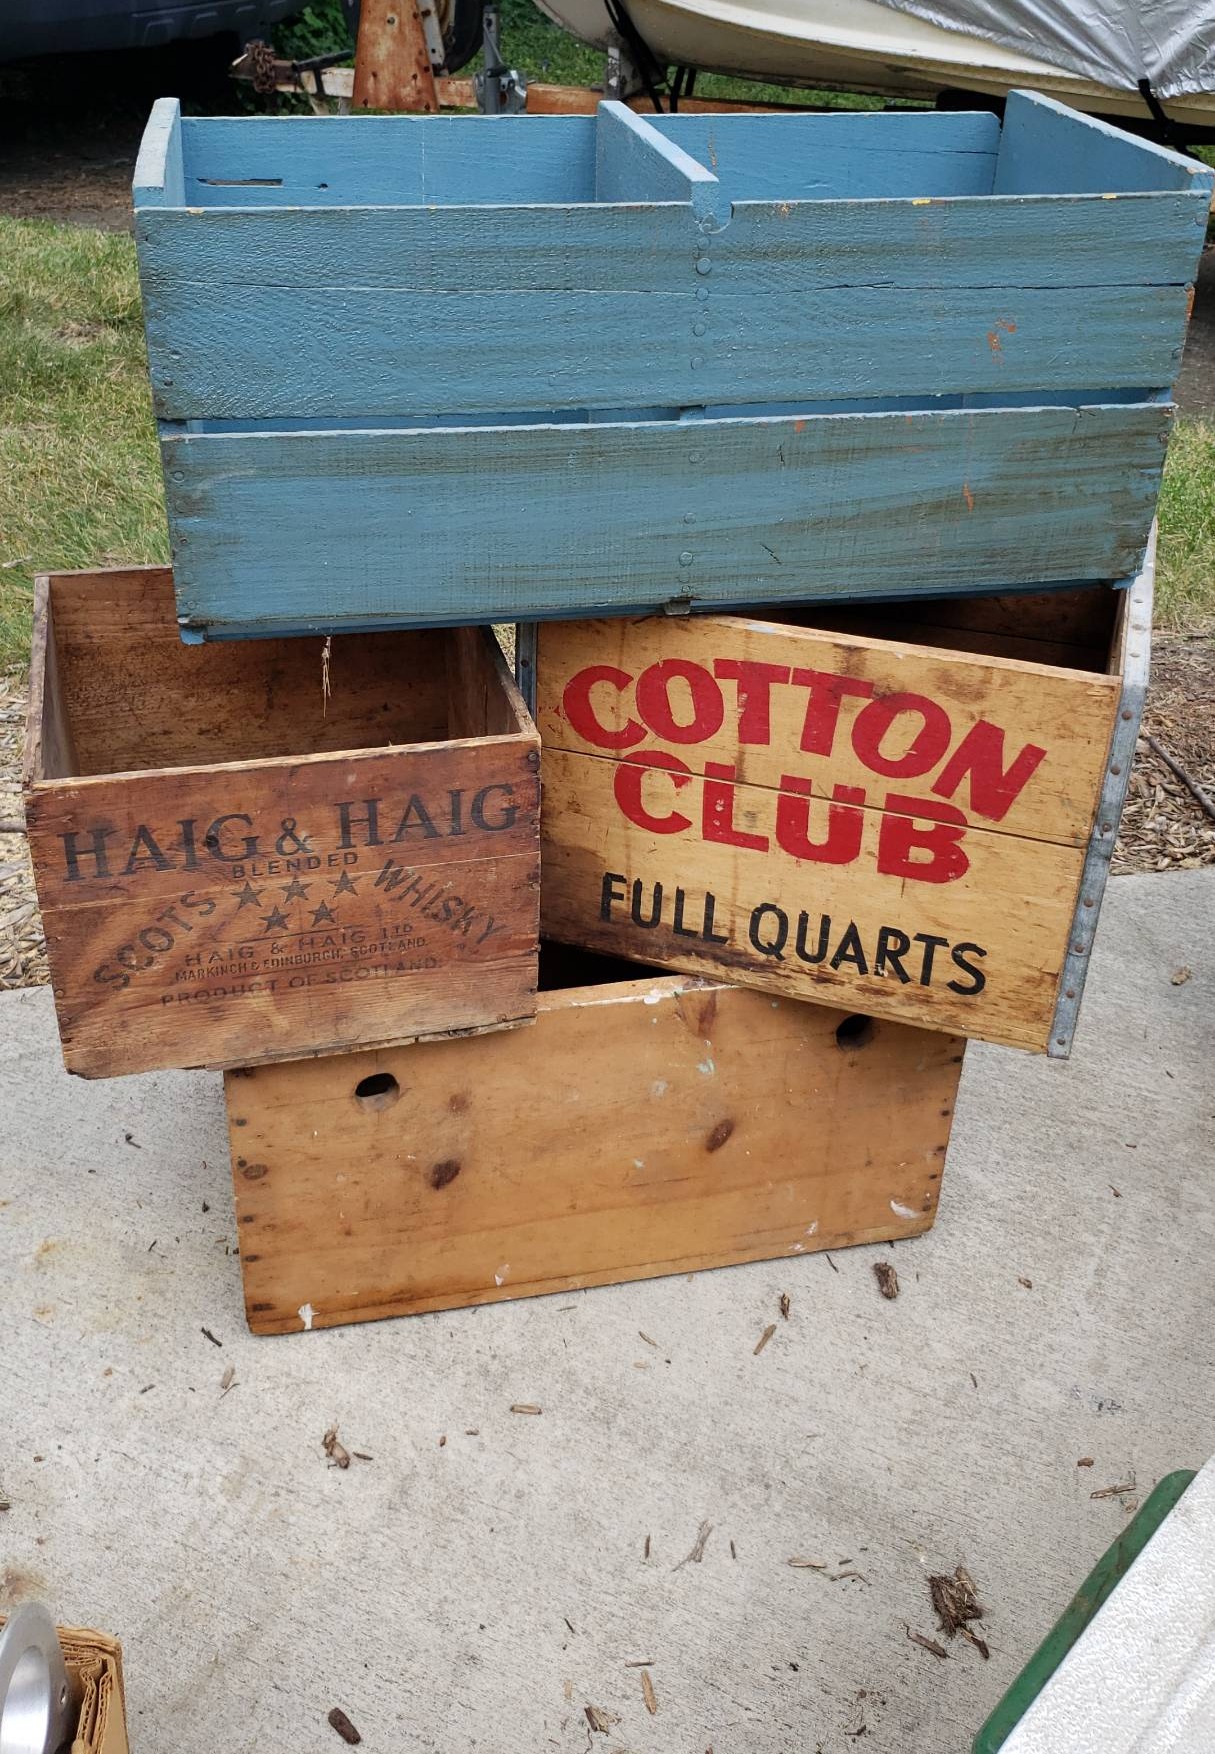 HAIG & HAIG
BLENDED
SCOTS WHISKY
HAIG & HAIG LTD
MARKINCH & EDINBURGH, SCOTLAND.
PRODUCT OF SCOTLAND
COTTON
CLUB
FULL QUARTS